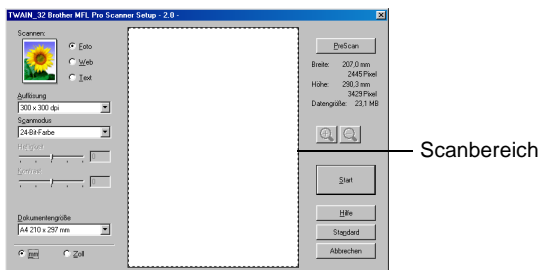 TWAIN_32 Brother MFL Pro Scanner Setup - 2.0 -
Scannen:
Foto
Web
Text
Auflösung
300 x 300 dpi
Scanmodus
24-Bit-Farbe
Helligkeit
0
Kontrast
0
Dokumentengröße
A4 210 x 297 mm
mm
Zoll
PreScan
Breite: 207,0 mm
2445 Pixel
Höhe: 290,3 mm
3429 Pixel
Datengröße: 23,1 MB
Start
Hilfe
Standard
Abbrechen
Scanbereich